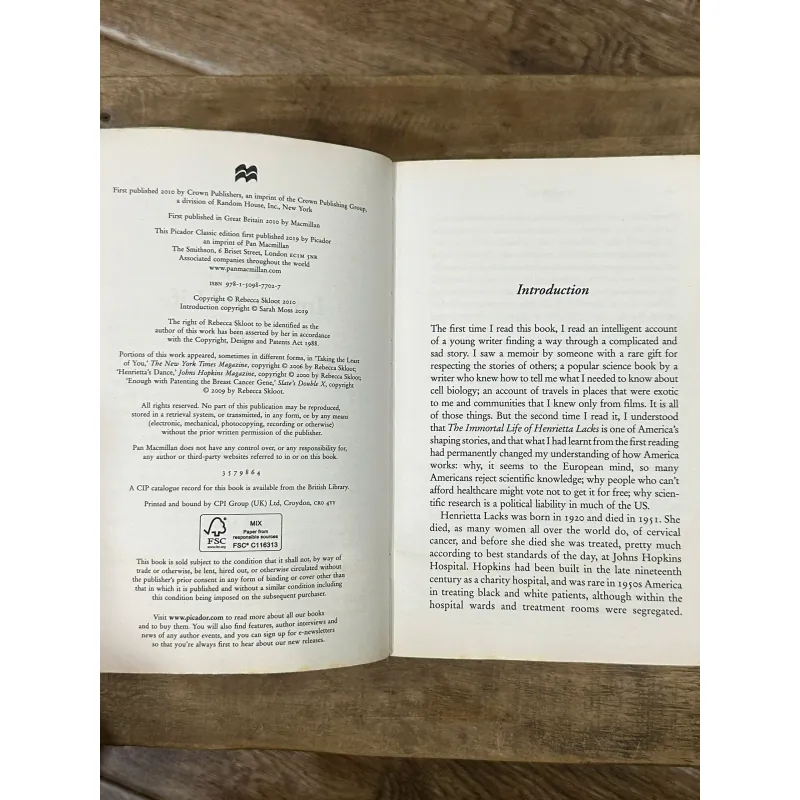 First published 2010 by Crown Publishers, an imprint of the Crown Publishing Group,
a division of Random House, Inc., New York
First published in Great Britain 2010 by Macmillan
This Picador Classic edition first published 2019 by Picador
an imprint of Pan Macmillan
The Smithson, 6 Briset Street, London EC1M 5NR
Associated companies throughout the world
www.panmacmillan.com
ISBN 978-1-5098-7702-7
Copyright © Rebecca Skloot 2010
Introduction copyright © Sarah Moss 2019
The right of Rebecca Skloot to be identified as the
author of this work has been asserted by her in accordance
with the Copyright, Designs and Patents Act 1988.
Portions of this work appeared, sometimes in different forms, in 'Taking the Least
of You,' The New York Times Magazine, copyright © 2006 by Rebecca Skloot;
'Henrietta's Dance,' Johns Hopkins Magazine, copyright © 2000 by Rebecca Skloot;
'Enough with Patenting the Breast Cancer Gene,' Slate's Double X, copyright
© 2009 by Rebecca Skloot.
All rights reserved. No part of this publication may be reproduced,
stored in a retrieval system, or transmitted, in any form, or by any means
(electronic, mechanical, photocopying, recording or otherwise)
without the prior written permission of the publisher.
Pan Macmillan does not have any control over, or any responsibility for,
any author or third-party websites referred to in or on this book.
3 5 7 9 8 6 4
A CIP catalogue record for this book is available from the British Library.
Printed and bound by CPI Group (UK) Ltd, Croydon, CR0 4YY
FSC
www.fsc.org
MIX
Paper from
responsible sources
FSC® C116313
This book is sold subject to the condition that it shall not, by way of
trade or otherwise, be lent, hired out, or otherwise circulated without
the publisher's prior consent in any form of binding or cover other than
that in which it is published and without a similar condition including
this condition being imposed on the subsequent purchaser.
Visit www.picador.com to read more about all our books
and to buy them. You will also find features, author interviews and
news of any author events, and you can sign up for e-newsletters
so that you're always first to hear about our new releases.
Introduction
The first time I read this book, I read an intelligent account
of a young writer finding a way through a complicated and
sad story. I saw a memoir by someone with a rare gift for
respecting the stories of others; a popular science book by a
writer who knew how to tell me what I needed to know about
cell biology; an account of travels in places that were exotic
to me and communities that I knew only from films. It is all
of those things. But the second time I read it, I understood
that The Immortal Life of Henrietta Lacks is one of America's
shaping stories, and that what I had learnt from the first reading
had permanently changed my understanding of how America
works: why, it seems to the European mind, so many
Americans reject scientific knowledge; why people who can't
afford healthcare might vote not to get it for free; why scien-
tific research is a political liability in much of the US.
Henrietta Lacks was born in 1920 and died in 1951. She
died, as many women all over the world do, of cervical
cancer, and before she died she was treated, pretty much
according to best standards of the day, at Johns Hopkins
Hospital. Hopkins had been built in the late nineteenth
century as a charity hospital, and was rare in 1950s America
in treating black and white patients, although within the
hospital wards and treatment rooms were segregated.